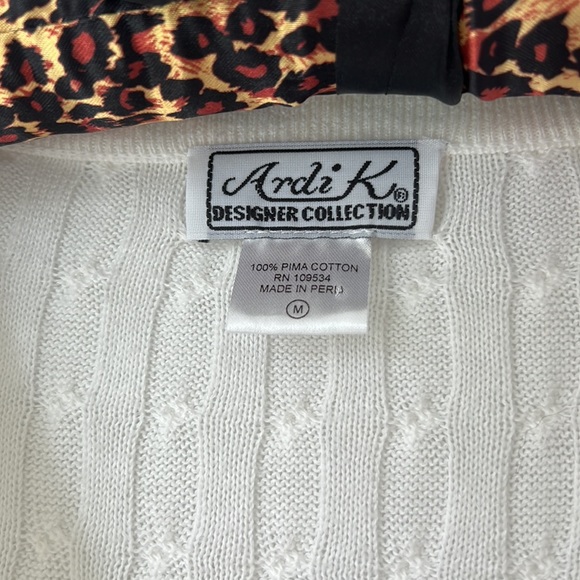 Ardi K®
DESIGNER COLLECTION
100% PIMA COTTON
RN 109534
MADE IN PERU
M